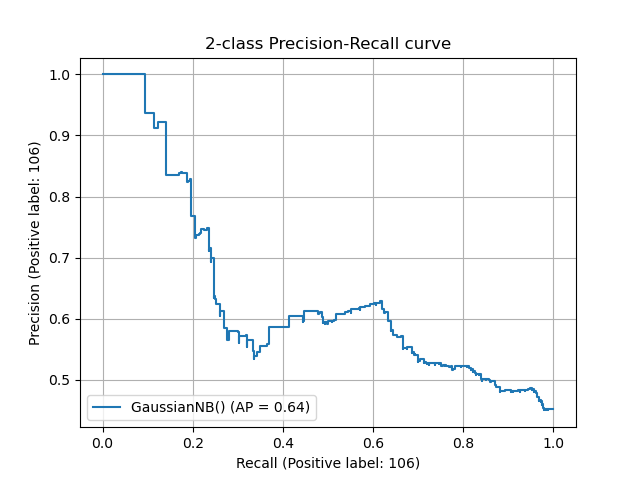 2-class Precision-Recall curve
Precision (Positive label: 106)
1.0
0.9
0.8
0.7
0.6
0.5
GaussianNB() (AP = 0.64)
0.0 0.2 0.4 0.6 0.8 1.0
Recall (Positive label: 106)